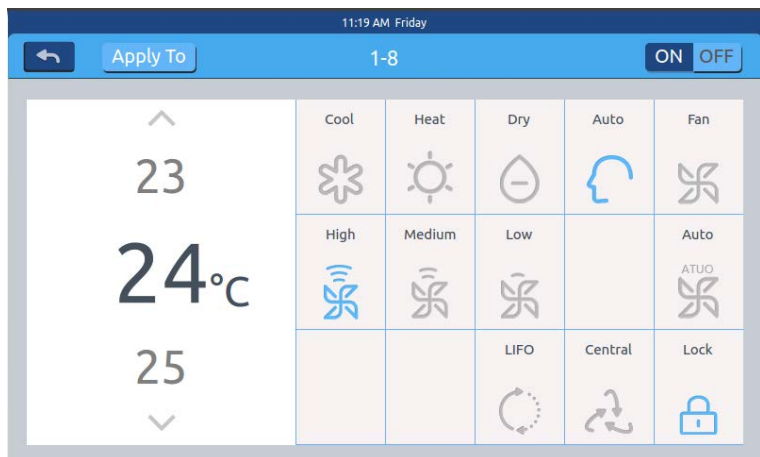 11:19 AM Friday
Apply To
1-8
ON OFF
23
24°C
25
Cool Heat Dry Auto Fan
High Medium Low Auto
ATUO
LIFO Central Lock